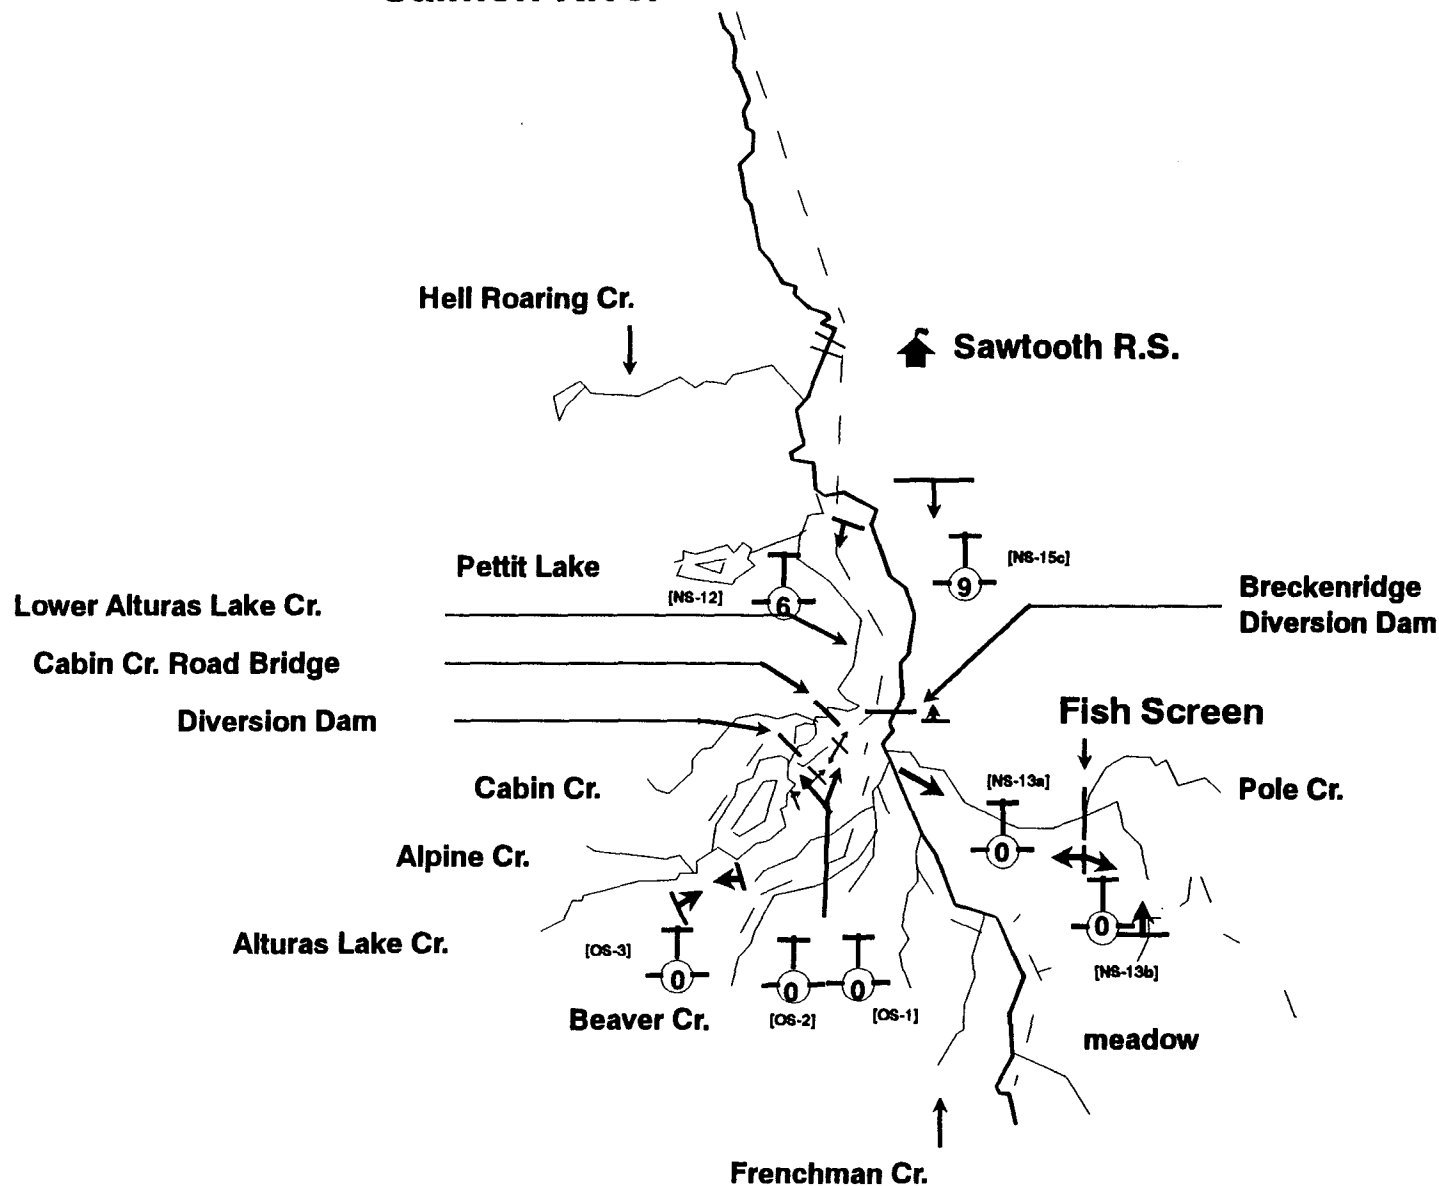 Hell Roaring Cr.
Sawtooth R.S.
Pettit Lake
[NS-12]
6
[NS-15c]
9
Lower Alturas Lake Cr.
Breckenridge
Diversion Dam
Cabin Cr. Road Bridge
Diversion Dam
Fish Screen
Cabin Cr.
[NS-13a]
0
Pole Cr.
Alpine Cr.
Alturas Lake Cr.
[OS-3]
0
0
[NS-13b]
0
[OS-2]
0
[OS-1]
Beaver Cr.
meadow
Frenchman Cr.